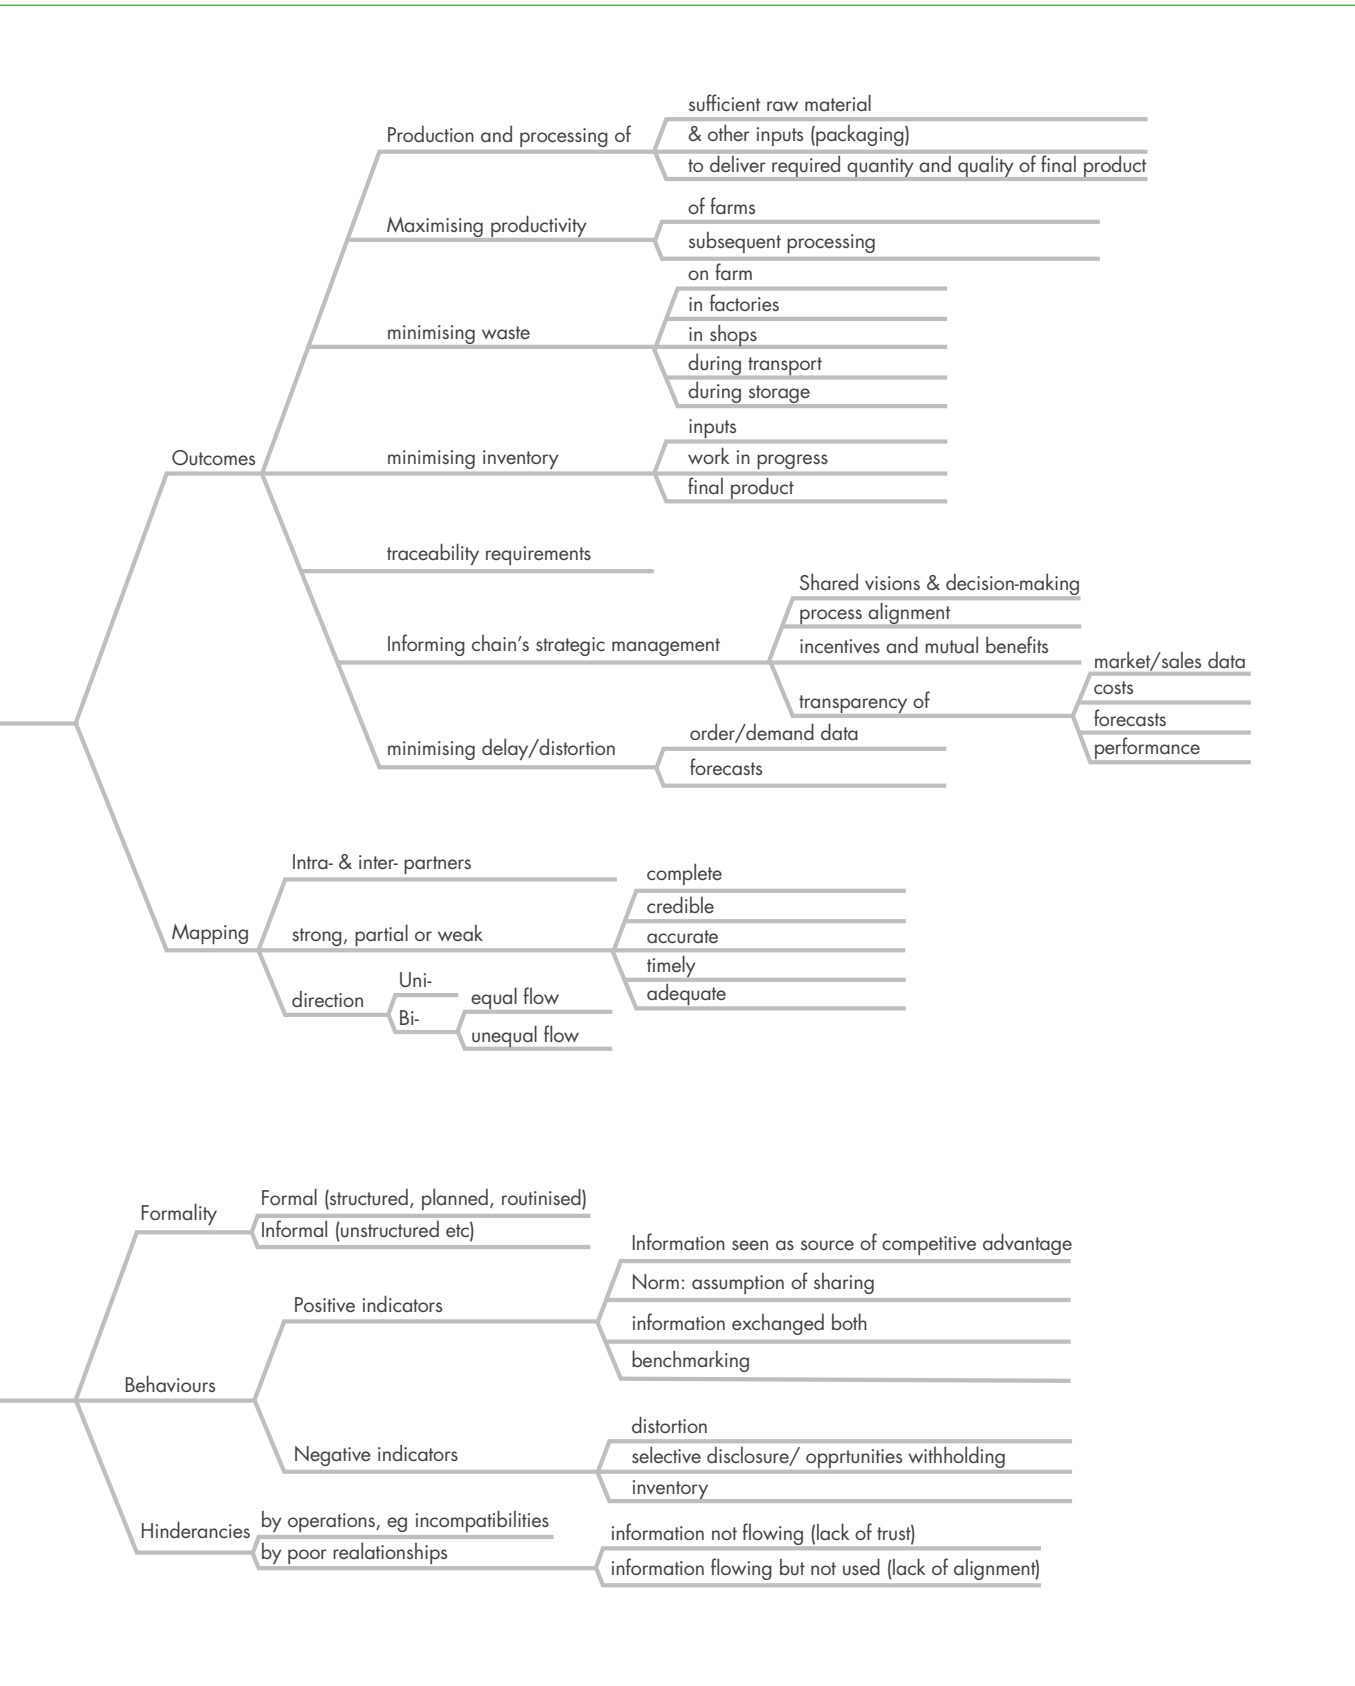 sufficient raw material
Production and processing of
& other inputs (packaging)
to deliver required quantity and quality of final product
of farms
Maximising productivity
subsequent processing
on farm
in factories
minimising waste
in shops
during transport
during storage
inputs
Outcomes
minimising inventory
work in progress
final product
traceability requirements
Shared visions & decision-making
process alignment
Informing chain's strategic management
incentives and mutual benefits
market/sales data
costs
transparency of
forecasts
performance
order/demand data
minimising delay/distortion
forecasts
Intra- & inter- partners
complete
credible
Mapping
strong, partial or weak
accurate
timely
adequate
direction
Uni-
equal flow
Bi-
unequal flow
Formality
Formal (structured, planned, routinised)
Informal (unstructured etc)
Information seen as source of competitive advantage
Norm: assumption of sharing
Positive indicators
information exchanged both
benchmarking
Behaviours
distortion
Negative indicators
selective disclosure/ opprtunities withholding
inventory
Hinderancies
by operations, eg incompatibilities
by poor realationships
information not flowing (lack of trust)
information flowing but not used (lack of alignment)